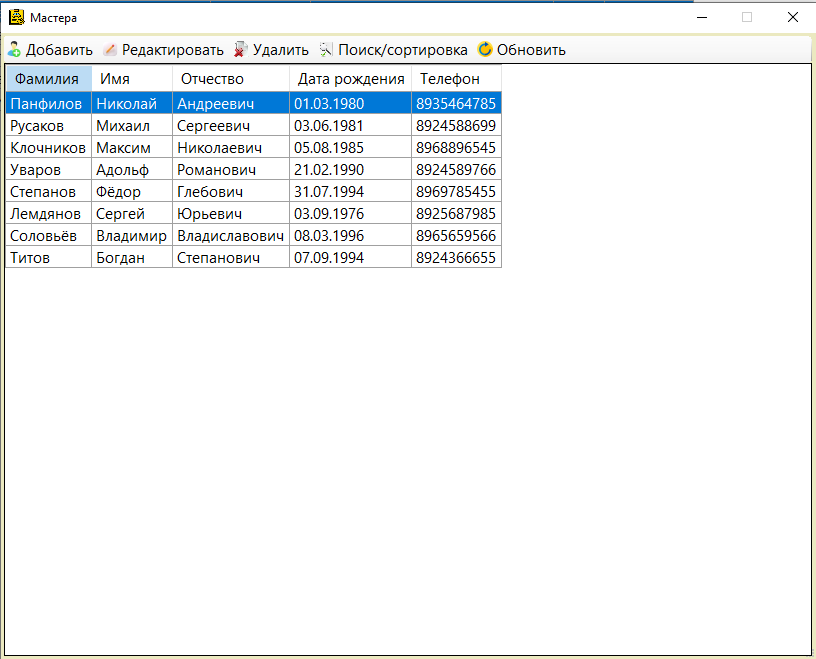 Мастера
Добавить Редактировать Удалить Поиск/сортировка Обновить
Фамилия Имя Отчество Дата рождения Телефон
Панфилов Николай Андреевич 01.03.1980 8935464785
Русаков Михаил Сергеевич 03.06.1981 8924588699
Клочников Максим Николаевич 05.08.1985 8968896545
Уваров Адольф Романович 21.02.1990 8924589766
Степанов Фёдор Глебович 31.07.1994 8969785455
Лемдянов Сергей Юрьевич 03.09.1976 8925687985
Соловьёв Владимир Владиславович 08.03.1996 8965659566
Титов Богдан Степанович 07.09.1994 8924366655